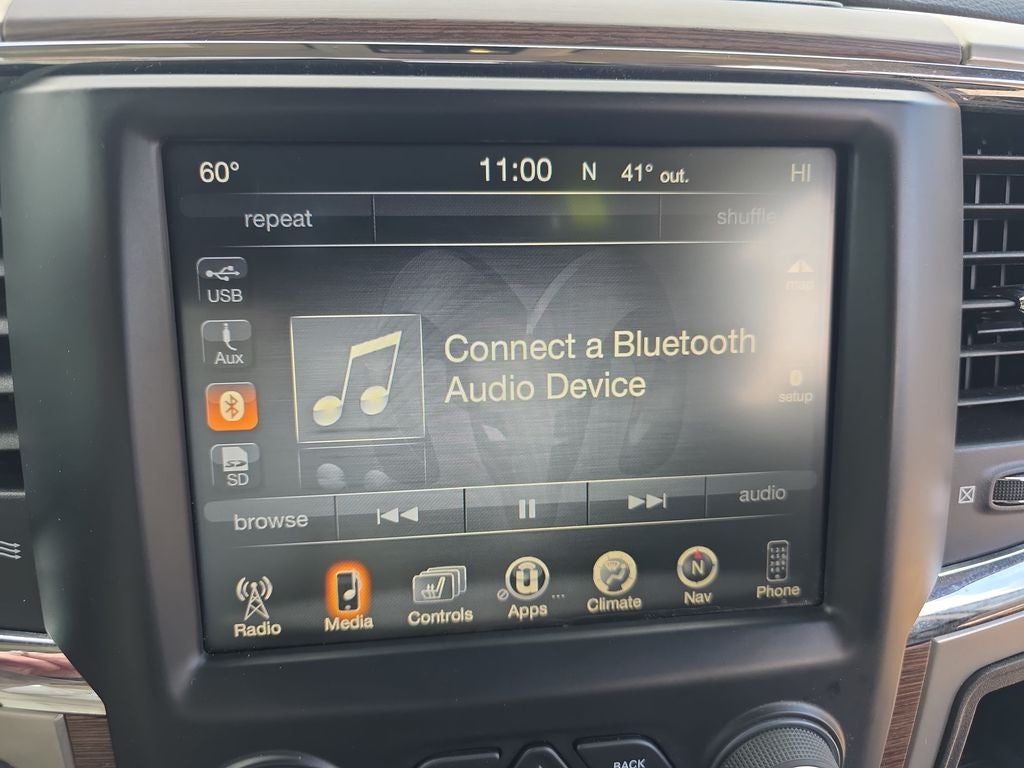 60° 11:00 N 41° out. HI
repeat shuffle
USB
map
Aux
Connect a Bluetooth
Audio Device
setup
SD
browse audio
Radio Media Controls Apps ... Climate N Nav Phone
BACK